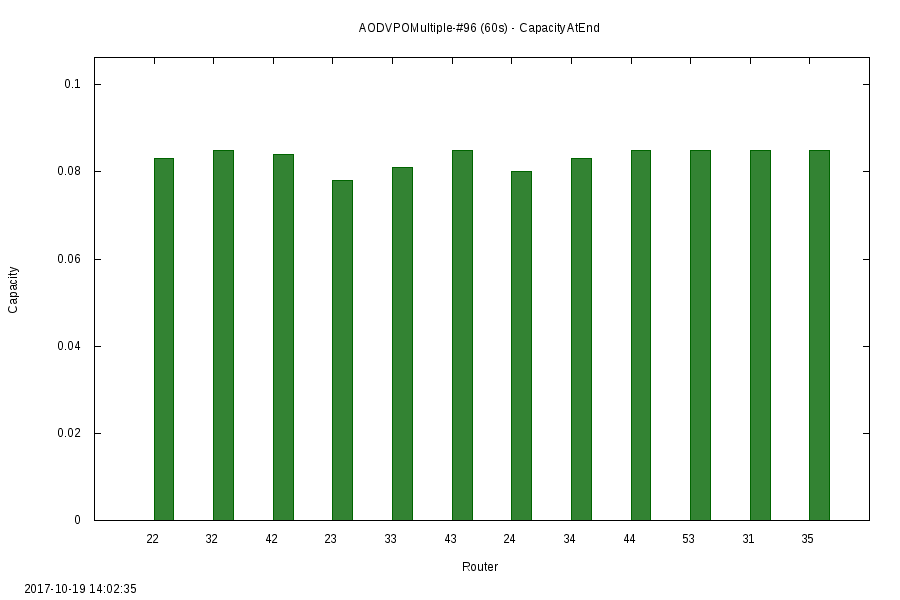 AODVPOMultiple-#96 (60s) - CapacityAtEnd
0.1
0.08
0.06
0.04
0.02
0
Capacity
22 32 42 23 33 43 24 34 44 53 31 35
Router
2017-10-19 14:02:35